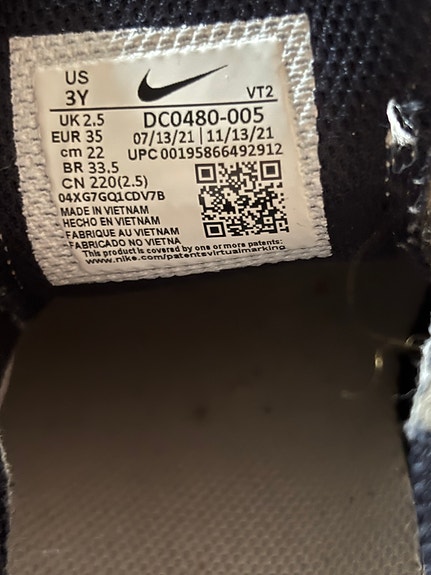 US
3Y
VT2
UK 2.5
EUR 35
cm 22
BR 33.5
CN 220(2.5)
DC0480-005
07/13/21 | 11/13/21
UPC 00195866492912
04XG7GQ1CDV7B
MADE IN VIETNAM
HECHO EN VIETNAM
FABRIQUE AU VIETNAM
FABRICADO NO VIETNA
This product is covered by one or more patents:
www.nike.com/patentsvirtualmarking